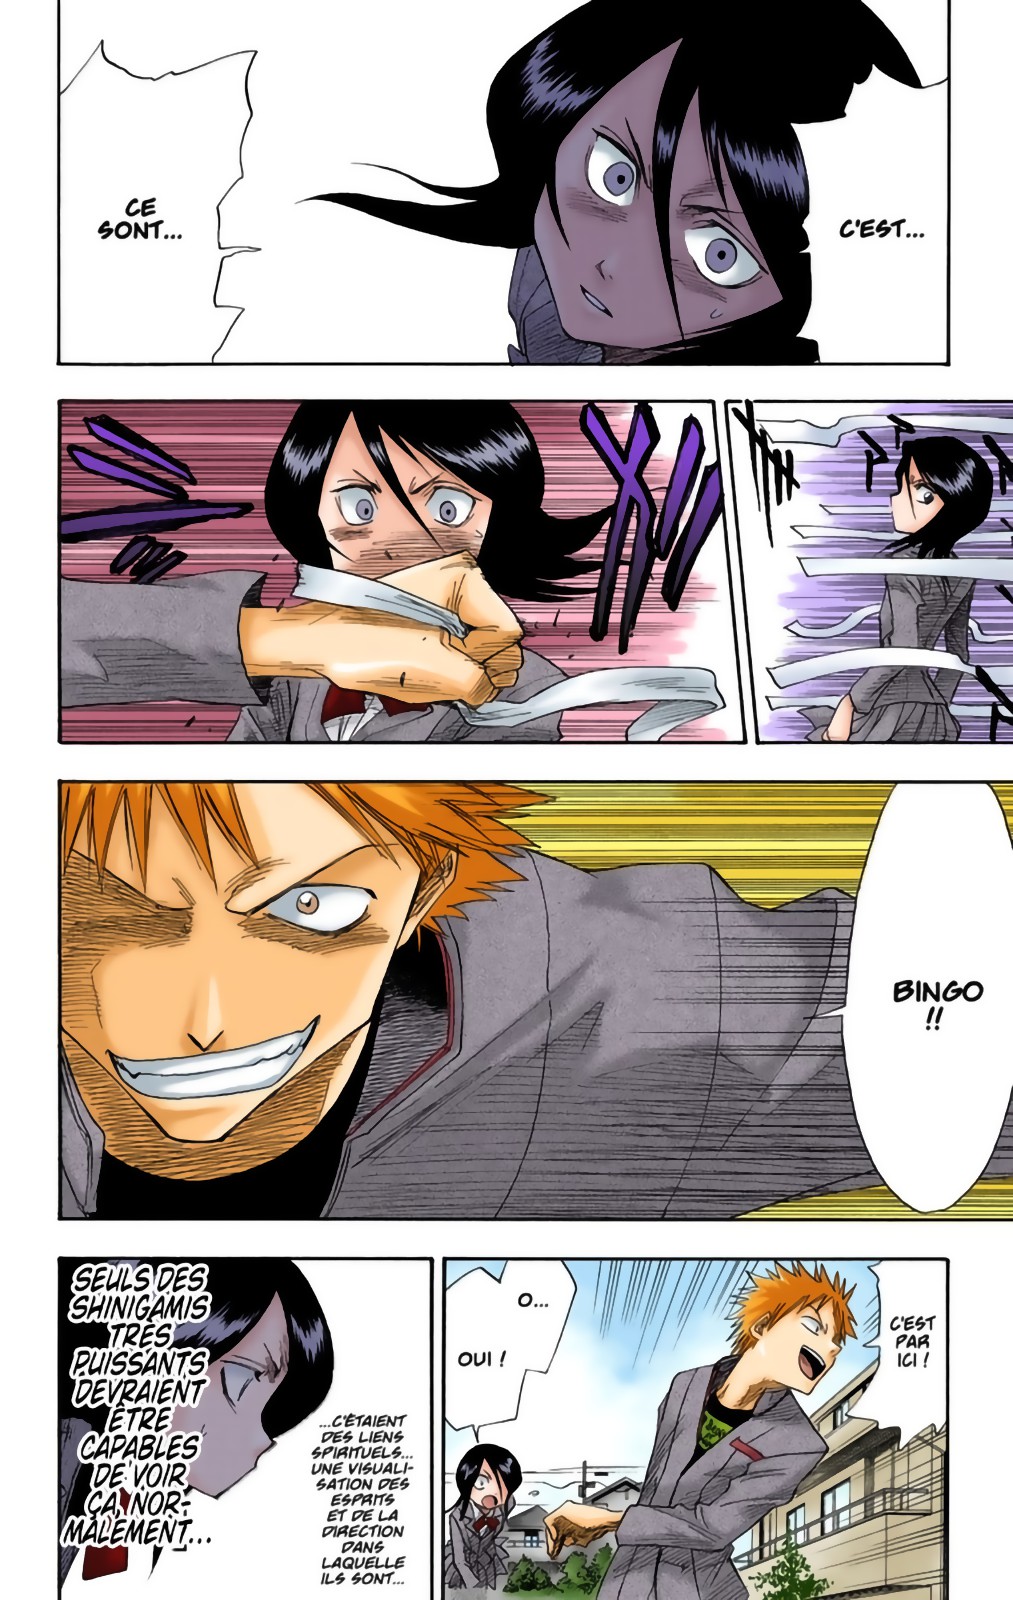 C'EST...
CE
SONT...
BINGO
!!
C'EST
PAR
ICI !
O...
OUI !
...C'ÉTAIENT
DES LIENS
SPIRITUELS...
UNE VISUALI-
SATION DES
ESPRITS
ET DE LA
DIRECTION
DANS
LAQUELLE
ILS SONT...
SEULS DES
SHINIGAMIS
TRÈS
PUISSANTS
DEVRAIENT
ÊTRE
CAPABLES
DE VOIR
ÇA, NOR-
MALEMENT...